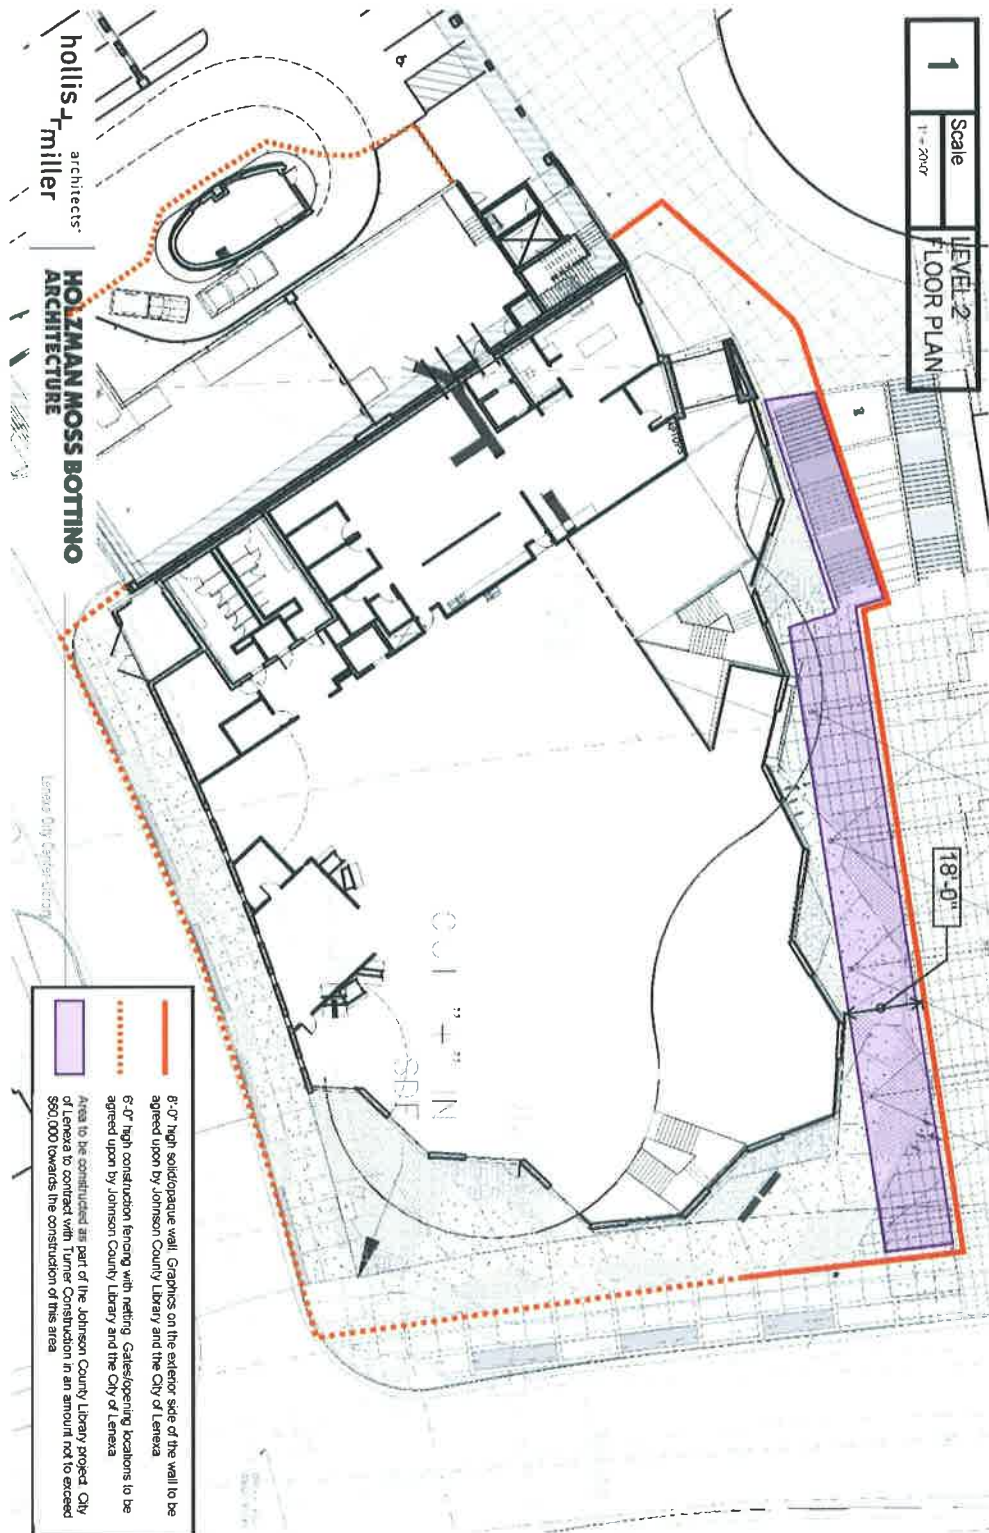 1
Scale
LEVEL 2
FLOOR PLAN
18'-0"
hollis + miller
architects
HOLZMAN MOSS BOTTINO
ARCHITECTURE
Lenexa City Center Library
8'-0" high solid/opaque wall. Graphics on the exterior side of the wall to be
agreed upon by Johnson County Library and the City of Lenexa
6'-0" high construction fencing with netting. Gates/opening locations to be
agreed upon by Johnson County Library and the City of Lenexa
Area to be constructed as part of the Johnson County Library project. City
of Lenexa to contract with Turner Construction in an amount not to exceed
$60,000 towards the construction of this area